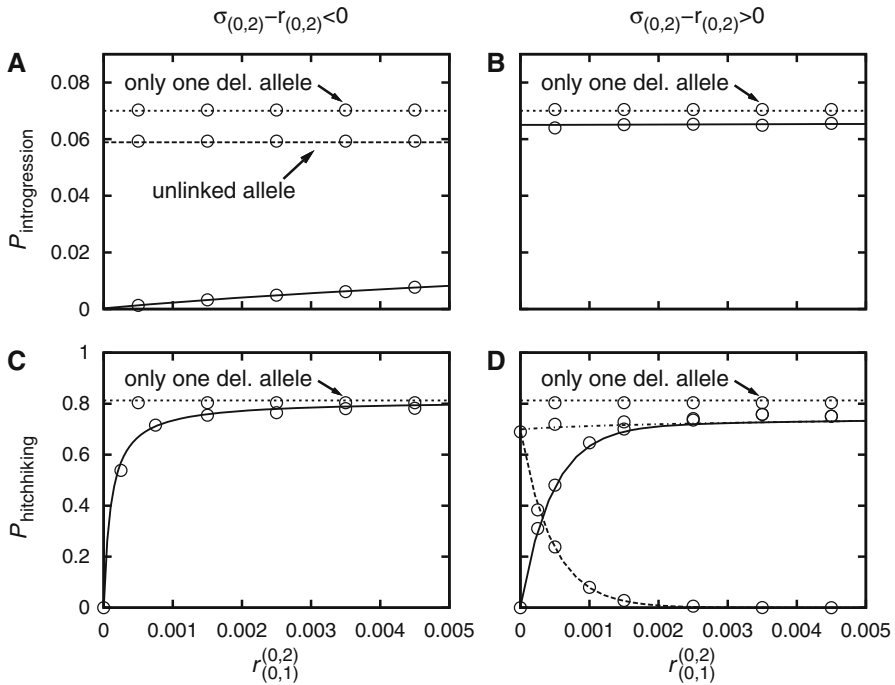 σ(0,2)−r(0,2)<0
σ(0,2)−r(0,2)>0
A
B
0.08
0.06
0.04
0.02
0
P introgression
only one del. allele
unlinked allele
only one del. allele
C
D
1
0.8
0.6
0.4
0.2
0
P hitchhiking
only one del. allele
only one del. allele
0 0.001 0.002 0.003 0.004 0.005
0 0.001 0.002 0.003 0.004 0.005
r(0,1)(0,2)
r(0,1)(0,2)